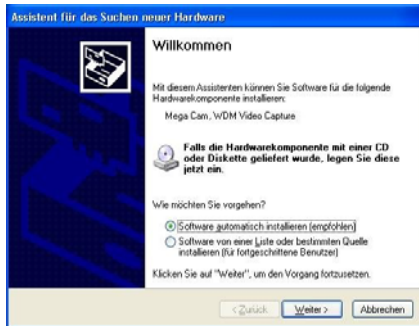 Assistent für das Suchen neuer Hardware
Willkommen
Mit diesem Assistenten können Sie Software für die folgende
Hardwarekomponente installieren:
Mega Cam, WDM Video Capture
Falls die Hardwarekomponente mit einer CD
oder Diskette geliefert wurde, legen Sie diese
jetzt ein.
Wie möchten Sie vorgehen?
Software automatisch installieren (empfohlen)
Software von einer Liste oder bestimmten Quelle
installieren (für fortgeschrittene Benutzer)
Klicken Sie auf "Weiter", um den Vorgang fortzusetzen.
< Zurück Weiter > Abbrechen